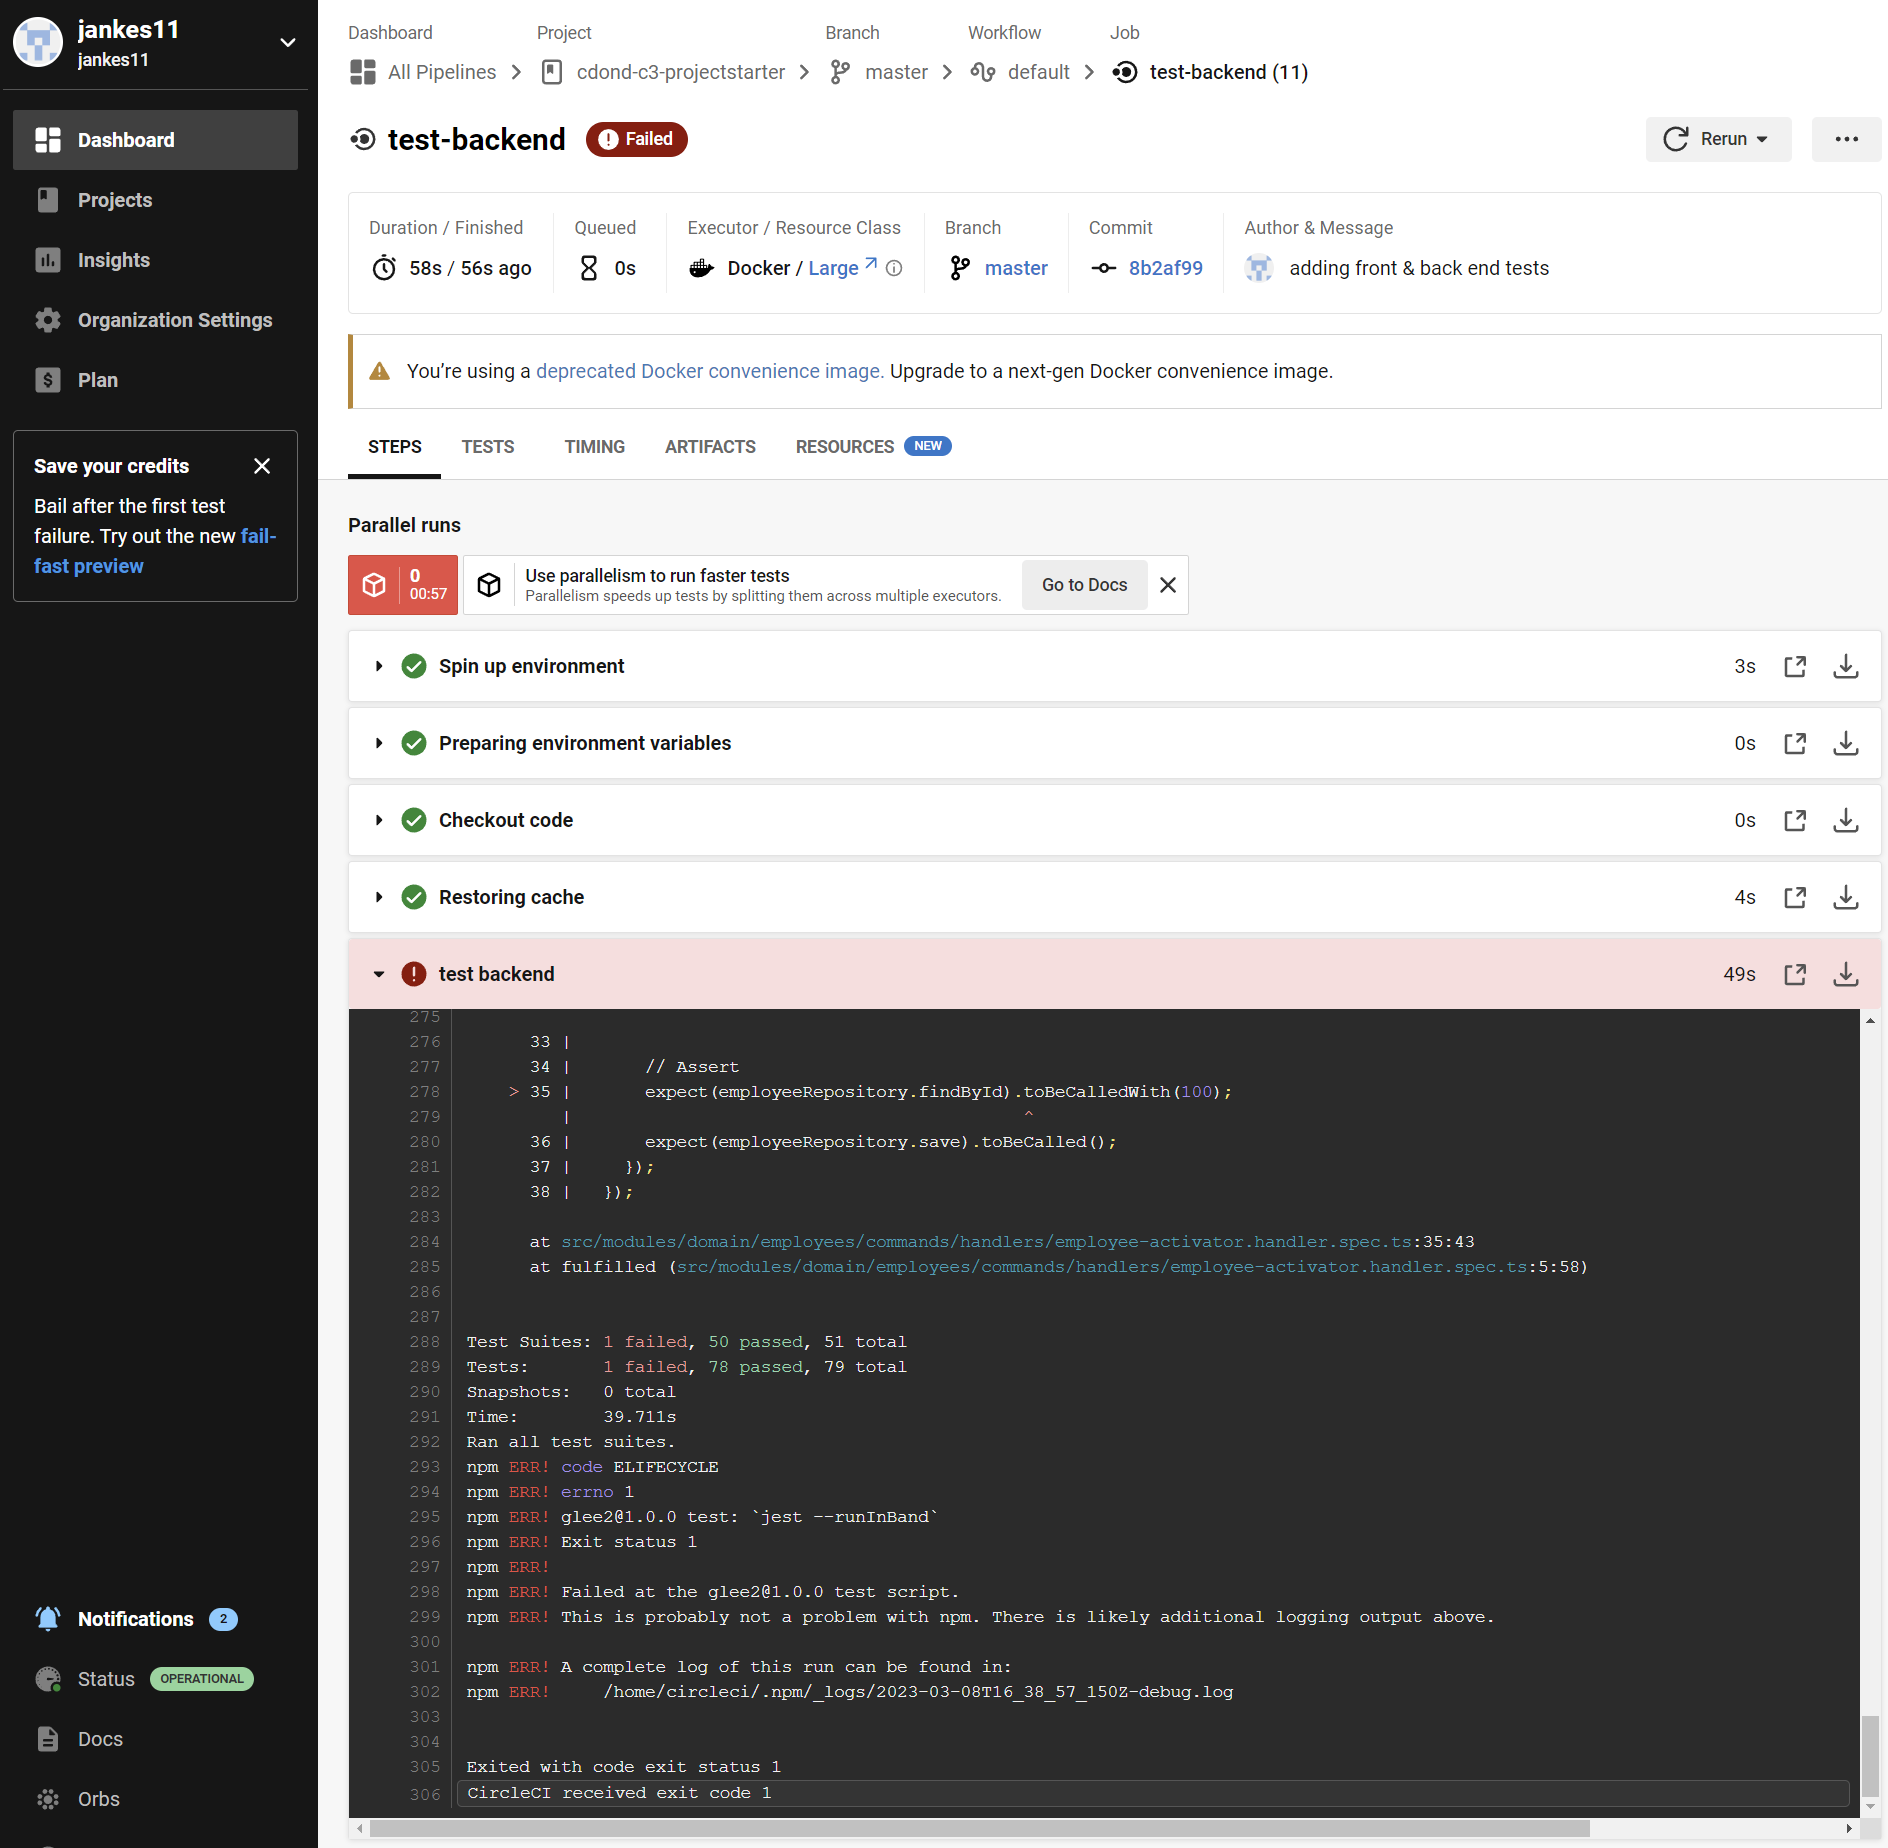 jankes11
jankes11
Dashboard
Projects
Insights
Organization Settings
Plan
Save your credits
Bail after the first test
failure. Try out the new fail-
fast preview
Notifications 2
Status OPERATIONAL
Docs
Orbs
Dashboard Project Branch Workflow Job
All Pipelines cdond-c3-projectstarter master default test-backend (11)
test-backend Failed
Rerun
Duration / Finished Queued Executor / Resource Class Branch Commit Author & Message
58s / 56s ago 0s Docker / Large master 8b2af99 adding front & back end tests
You’re using a deprecated Docker convenience image. Upgrade to a next-gen Docker convenience image.
STEPS TESTS TIMING ARTIFACTS RESOURCES NEW
Parallel runs
0
00:57
Use parallelism to run faster tests
Parallelism speeds up tests by splitting them across multiple executors.
Go to Docs
Spin up environment 3s
Preparing environment variables 0s
Checkout code 0s
Restoring cache 4s
test backend 49s
275
276 33 |
277 34 | // Assert
278 > 35 | expect(employeeRepository.findById).toBeCalledWith(100);
279 | ^
280 36 | expect(employeeRepository.save).toBeCalled();
281 37 | });
282 38 | });
283
284 at src/modules/domain/employees/commands/handlers/employee-activator.handler.spec.ts:35:43
285 at fulfilled (src/modules/domain/employees/commands/handlers/employee-activator.handler.spec.ts:5:58)
286
287
288 Test Suites: 1 failed, 50 passed, 51 total
289 Tests: 1 failed, 78 passed, 79 total
290 Snapshots: 0 total
291 Time: 39.711s
292 Ran all test suites.
293 npm ERR! code ELIFECYCLE
294 npm ERR! errno 1
295 npm ERR! glee2@1.0.0 test: `jest --runInBand`
296 npm ERR! Exit status 1
297 npm ERR!
298 npm ERR! Failed at the glee2@1.0.0 test script.
299 npm ERR! This is probably not a problem with npm. There is likely additional logging output above.
300
301 npm ERR! A complete log of this run can be found in:
302 npm ERR! /home/circleci/.npm/_logs/2023-03-08T16_38_57_150Z-debug.log
303
304
305 Exited with code exit status 1
306 CircleCI received exit code 1